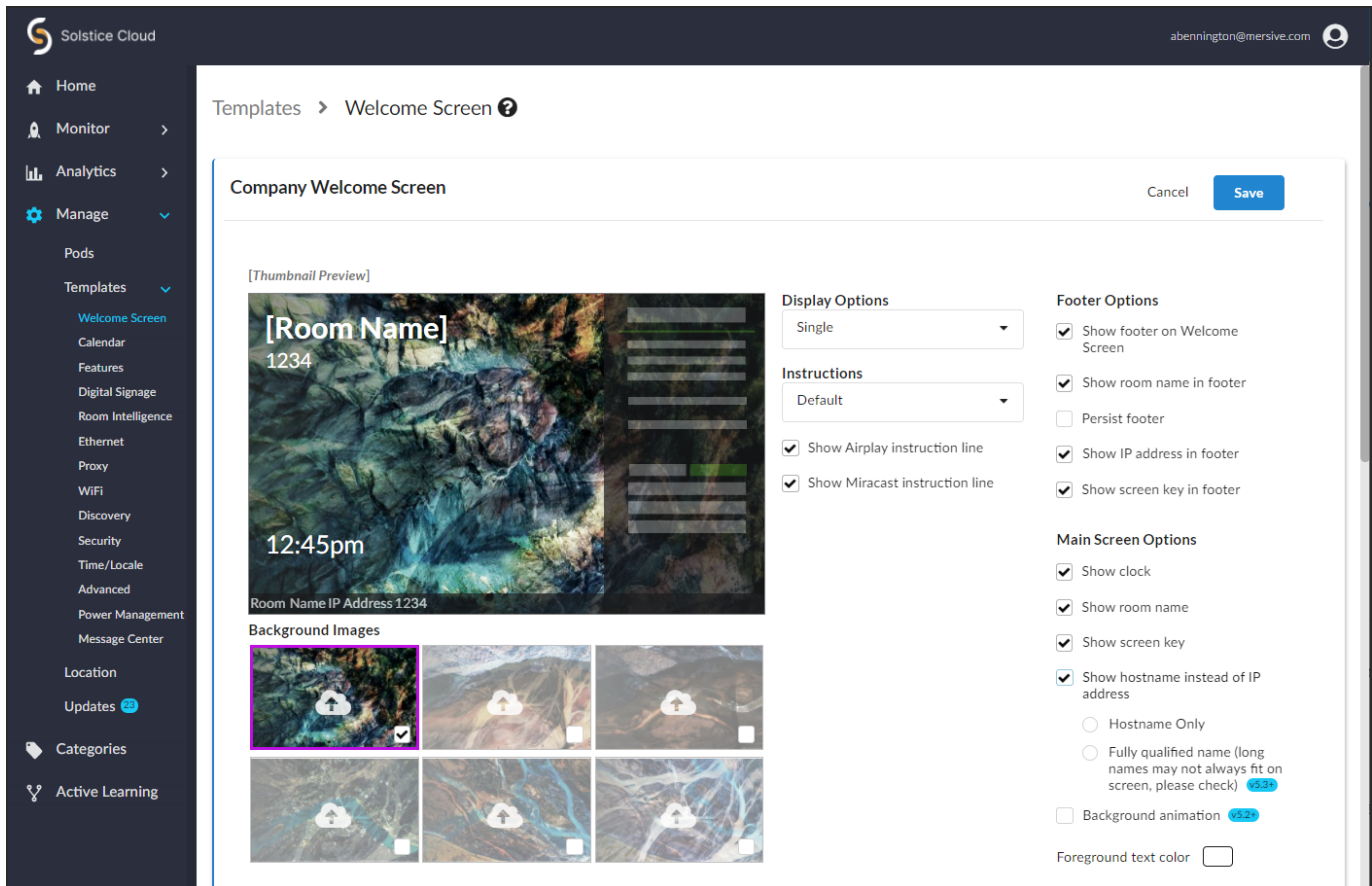 Solstice Cloud
abennington@mersive.com
Home
Monitor
Analytics
Manage
Pods
Templates
Welcome Screen
Calendar
Features
Digital Signage
Room Intelligence
Ethernet
Proxy
WiFi
Discovery
Security
Time/Locale
Advanced
Power Management
Message Center
Location
Updates 23
Categories
Active Learning
Templates > Welcome Screen ?
Company Welcome Screen
Cancel
Save
[Thumbnail Preview]
[Room Name]
1234
12:45pm
Room Name IP Address 1234
Background Images
Display Options
Single
Instructions
Default
Show Airplay instruction line
Show Miracast instruction line
Footer Options
Show footer on Welcome
Screen
Show room name in footer
Persist footer
Show IP address in footer
Show screen key in footer
Main Screen Options
Show clock
Show room name
Show screen key
Show hostname instead of IP
address
Hostname Only
Fully qualified name (long
names may not always fit on
screen, please check) v5.3+
Background animation v5.2+
Foreground text color